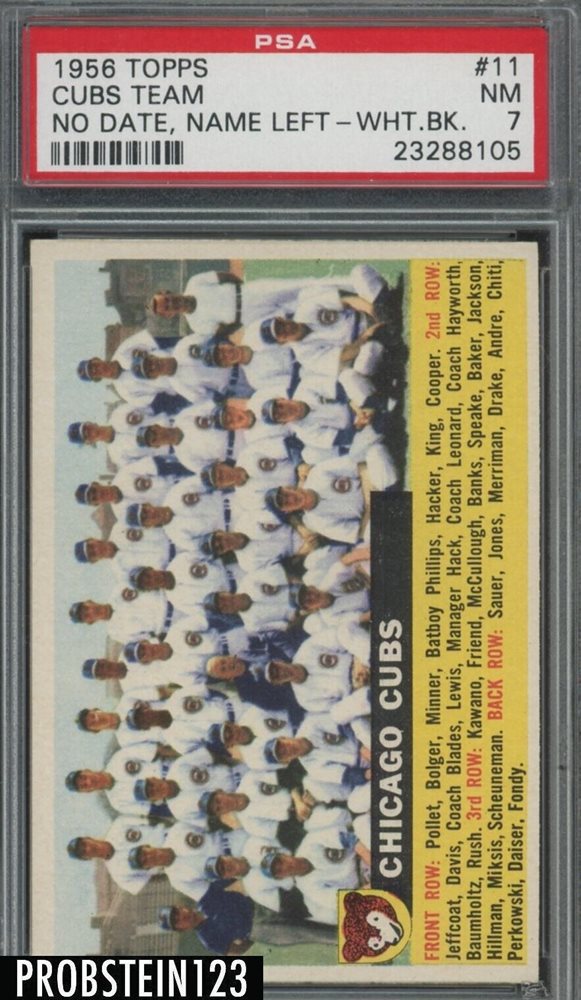 PSA
1956 TOPPS #11
CUBS TEAM NM
NO DATE, NAME LEFT – WHT.BK. 7
23288105
CHICAGO CUBS
FRONT ROW: Pollet, Bolger, Minner, Batboy Phillips, Hacker, King, Cooper. 2nd ROW:
Jeffcoat, Davis, Coach Blades, Lewis, Manager Hack, Coach Leonard, Coach Hayworth,
Baumholtz, Rush. 3rd ROW: Kawano, Friend, McCullough, Banks, Speake, Baker, Jackson,
Hillman, Miksis, Scheuneman. BACK ROW: Sauer, Jones, Merriman, Drake, Andre, Chiti,
Perkowski, Daiser, Fondy.
PROBSTEIN123